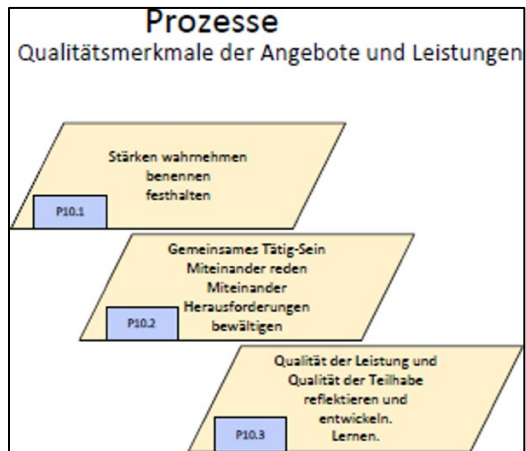 Prozesse
Qualitätsmerkmale der Angebote und Leistungen
Stärken wahrnehmen
benennen
festhalten
P10.1
Gemeinsames Tätig-Sein
Miteinander reden
Miteinander
Herausforderungen
bewältigen
P10.2
Qualität der Leistung und
Qualität der Teilhabe
reflektieren und
entwickeln.
Lernen.
P10.3